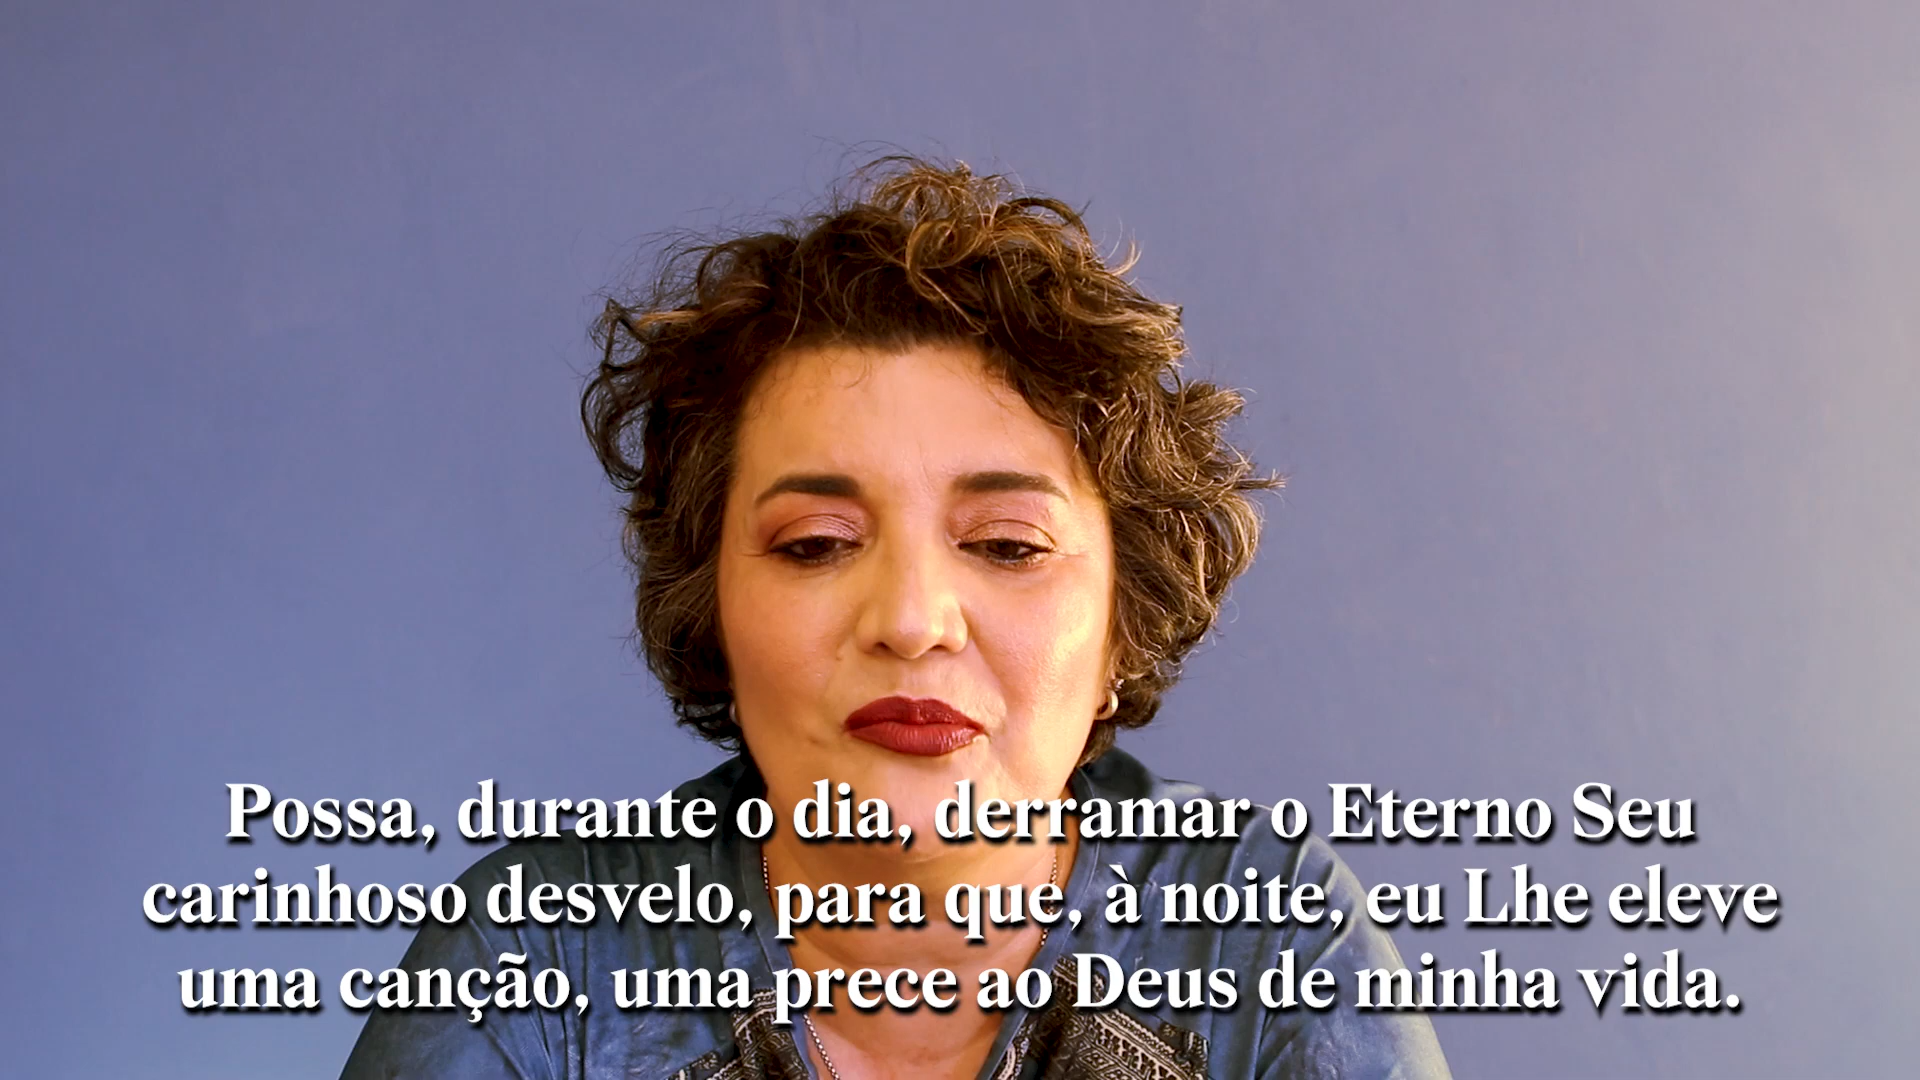 Possa, durante o dia, derramar o Eterno Seu
carinhoso desvelo, para que, à noite, eu Lhe eleve
uma canção, uma prece ao Deus de minha vida.